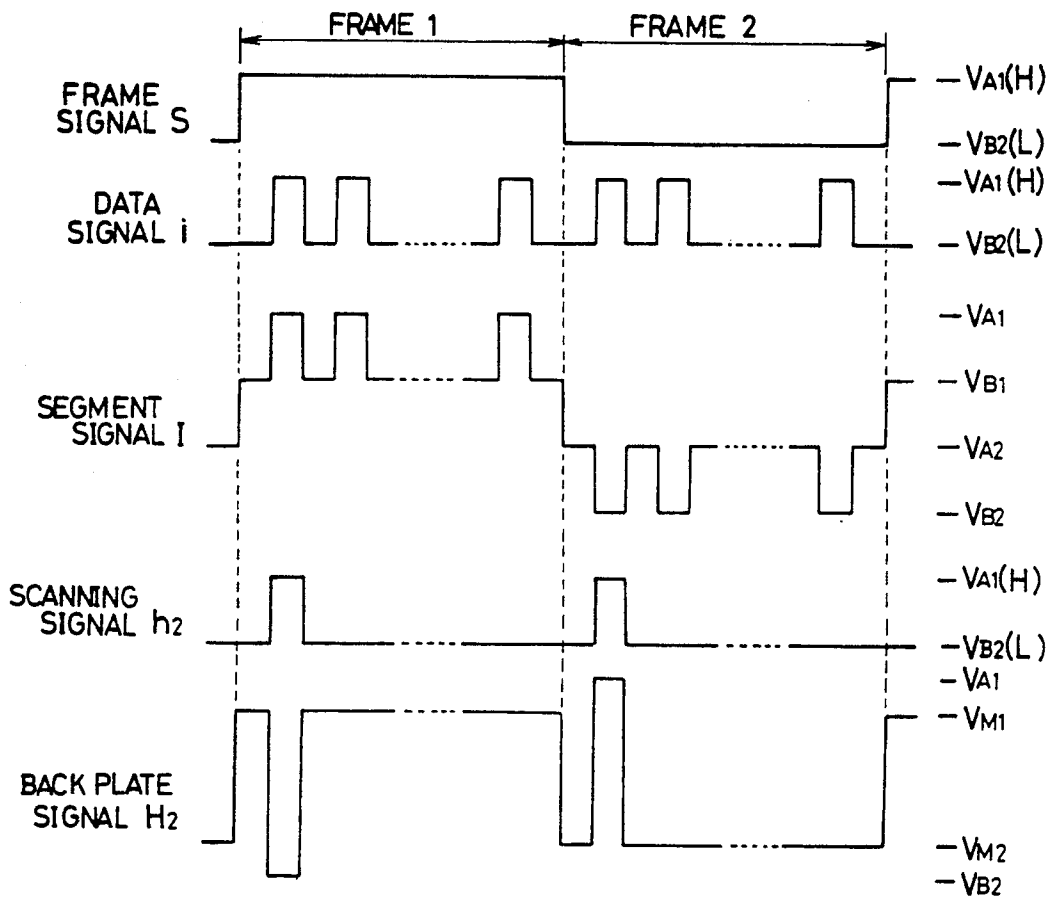 FRAME 1
FRAME 2
FRAME
SIGNAL S
VA1(H)
VB2(L)
DATA
SIGNAL i
VA1(H)
VB2(L)
SEGMENT
SIGNAL I
VA1
VB1
VA2
VB2
SCANNING
SIGNAL h2
VA1(H)
VB2(L)
BACK PLATE
SIGNAL H2
VA1
VM1
VM2
VB2